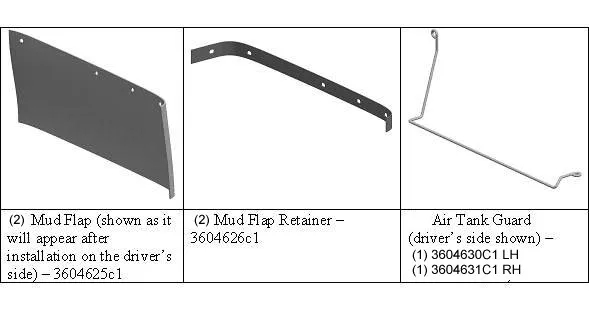 (2) Mud Flap (shown as it
will appear after
installation on the driver's
side) – 3604625c1
(2) Mud Flap Retainer –
3604626c1
Air Tank Guard
(driver's side shown) –
(1) 3604630C1 LH
(1) 3604631C1 RH